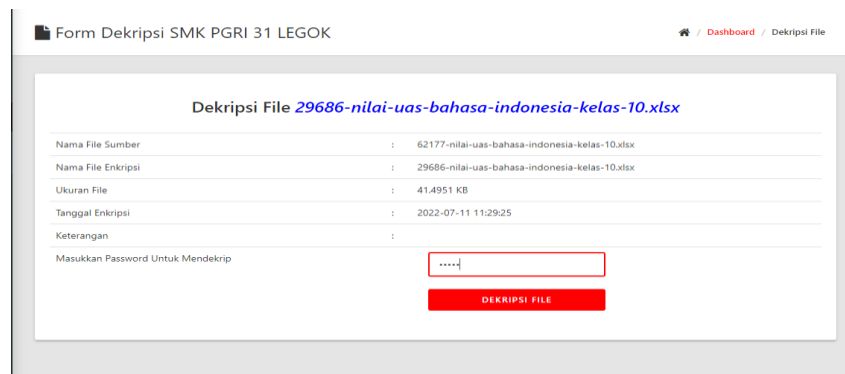 Form Dekripsi SMK PGRI 31 LEGOK
/ Dashboard / Dekripsi File
Dekripsi File 29686-nilai-uas-bahasa-indonesia-kelas-10.xlsx
Nama File Sumber : 62177-nilai-uas-bahasa-indonesia-kelas-10.xlsx
Nama File Enkripsi : 29686-nilai-uas-bahasa-indonesia-kelas-10.xlsx
Ukuran File : 41.4951 KB
Tanggal Enkripsi : 2022-07-11 11:29:25
Keterangan :
Masukkan Password Untuk Mendekrip •••••
DEKRIPSI FILE